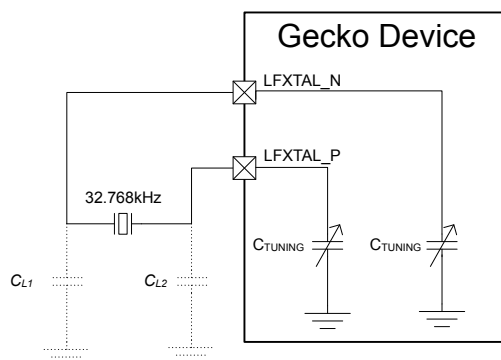 Gecko Device
LFXTAL_N
LFXTAL_P
32.768kHz
CTUNING CTUNING
CL1 CL2